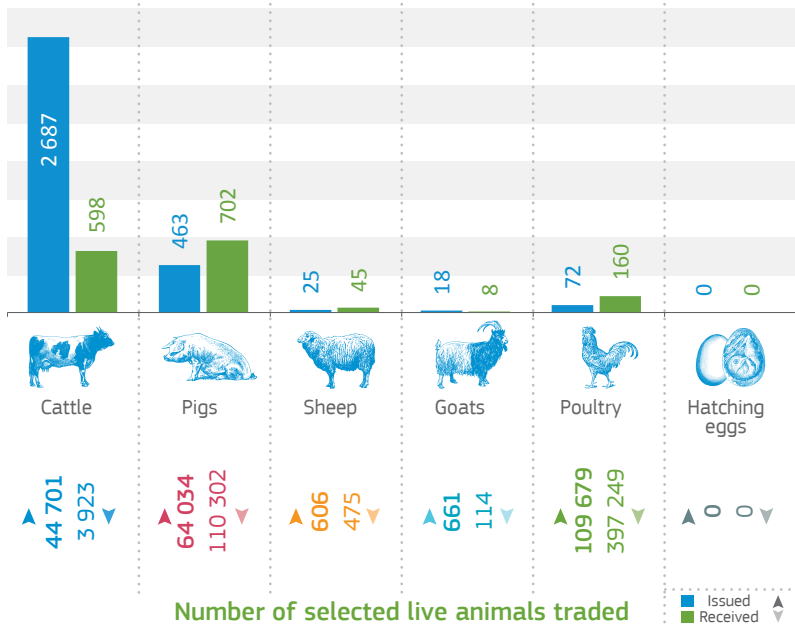 2 687
598
463
702
25
45
18
8
72
160
0
0
Cattle
Pigs
Sheep
Goats
Poultry
Hatching
eggs
44 701
3 923
64 034
110 302
606
475
661
114
109 679
397 249
0
0
Number of selected live animals traded
Issued
Received